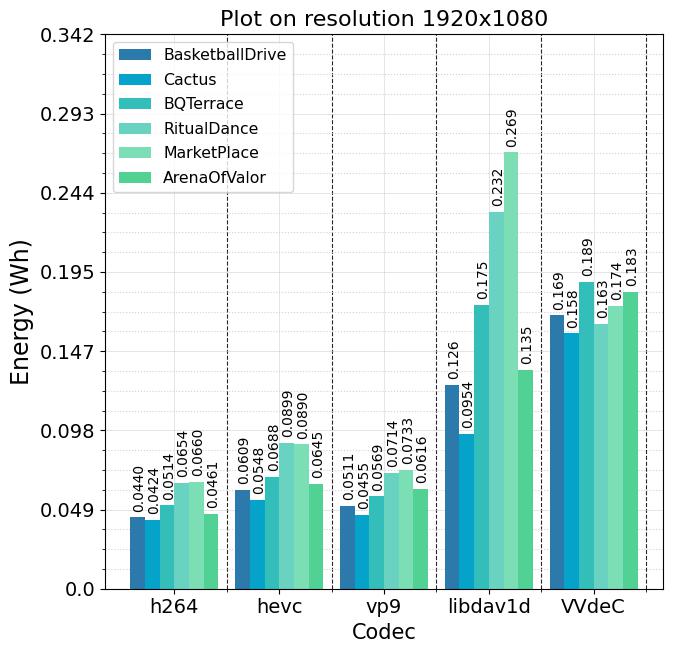 Plot on resolution 1920x1080
0.342
0.293
0.244
0.195
0.147
0.098
0.049
0.0
Energy (Wh)
BasketballDrive
Cactus
BQTerrace
RitualDance
MarketPlace
ArenaOfValor
0.0440
0.0424
0.0514
0.0654
0.0660
0.0461
0.0609
0.0548
0.0688
0.0899
0.0890
0.0645
0.0511
0.0455
0.0569
0.0714
0.0733
0.0616
0.126
0.0954
0.175
0.232
0.269
0.135
0.169
0.158
0.189
0.163
0.174
0.183
h264
hevc
vp9
libdav1d
VVdeC
Codec